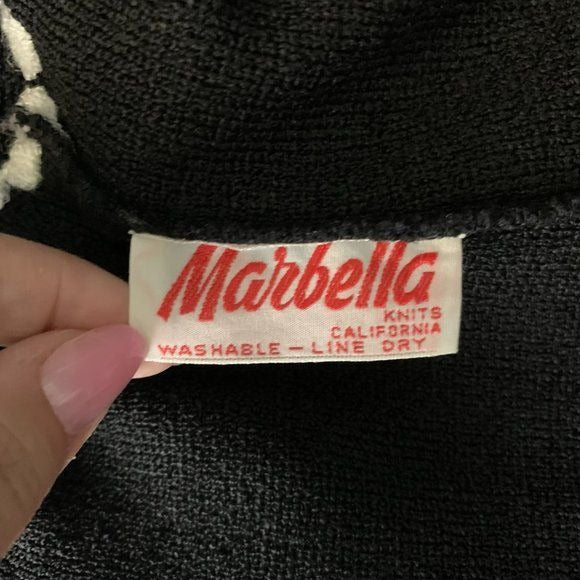 Marbella
KNITS
CALIFORNIA
WASHABLE - LINE DRY